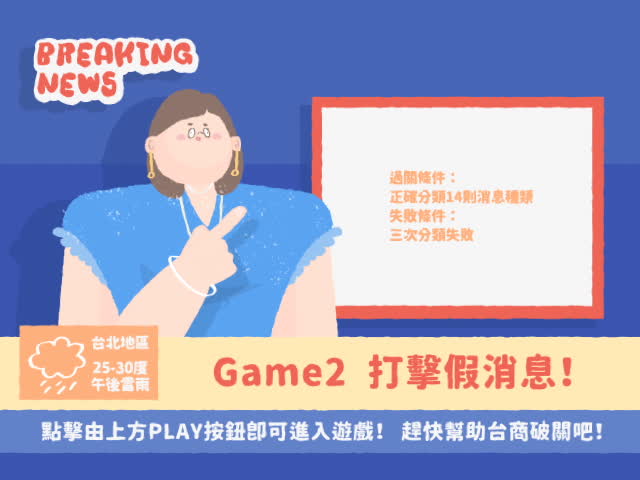 BREAKING
NEWS
過關條件：
正確分類14則消息種類
失敗條件：
三次分類失敗
台北地區
25-30度
午後雷雨
Game2 打擊假消息！
點擊由上方PLAY按鈕即可進入遊戲！ 趕快幫助台商破關吧！